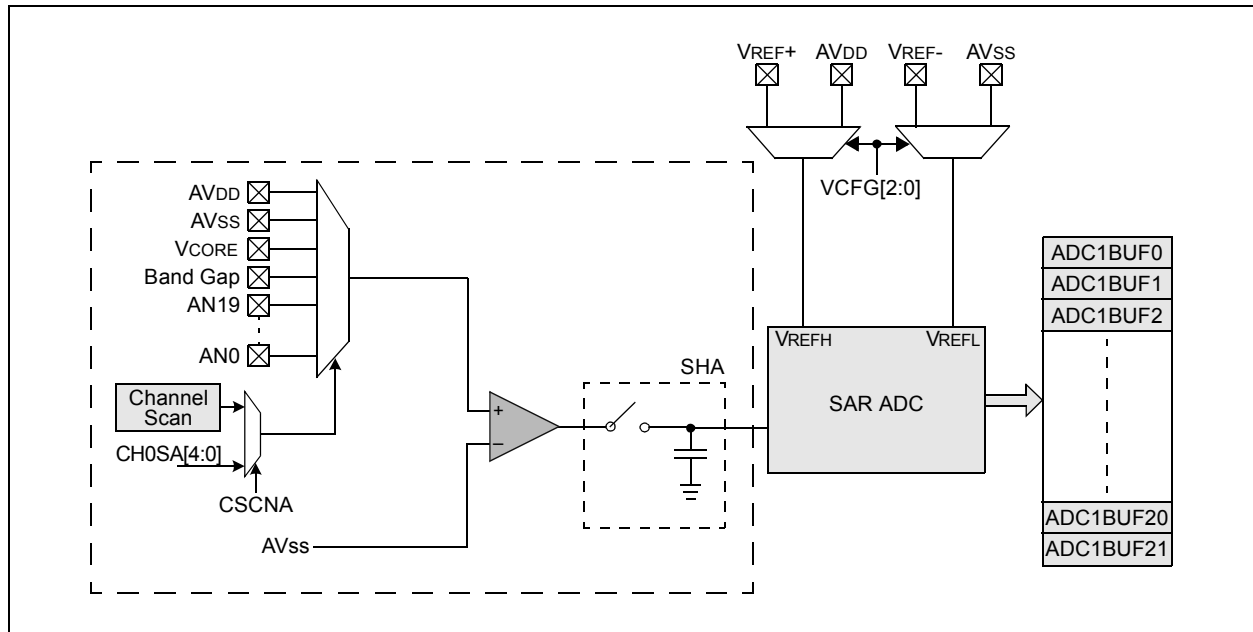 VREF+ AVDD VREF- AVSS
VCFG[2:0]
AVDD
AVSS
VCORE
Band Gap
AN19
AN0
Channel
Scan
CH0SA[4:0]
CSCNA
AVss
+
–
SHA
VREFH VREFL
SAR ADC
ADC1BUF0
ADC1BUF1
ADC1BUF2
ADC1BUF20
ADC1BUF21